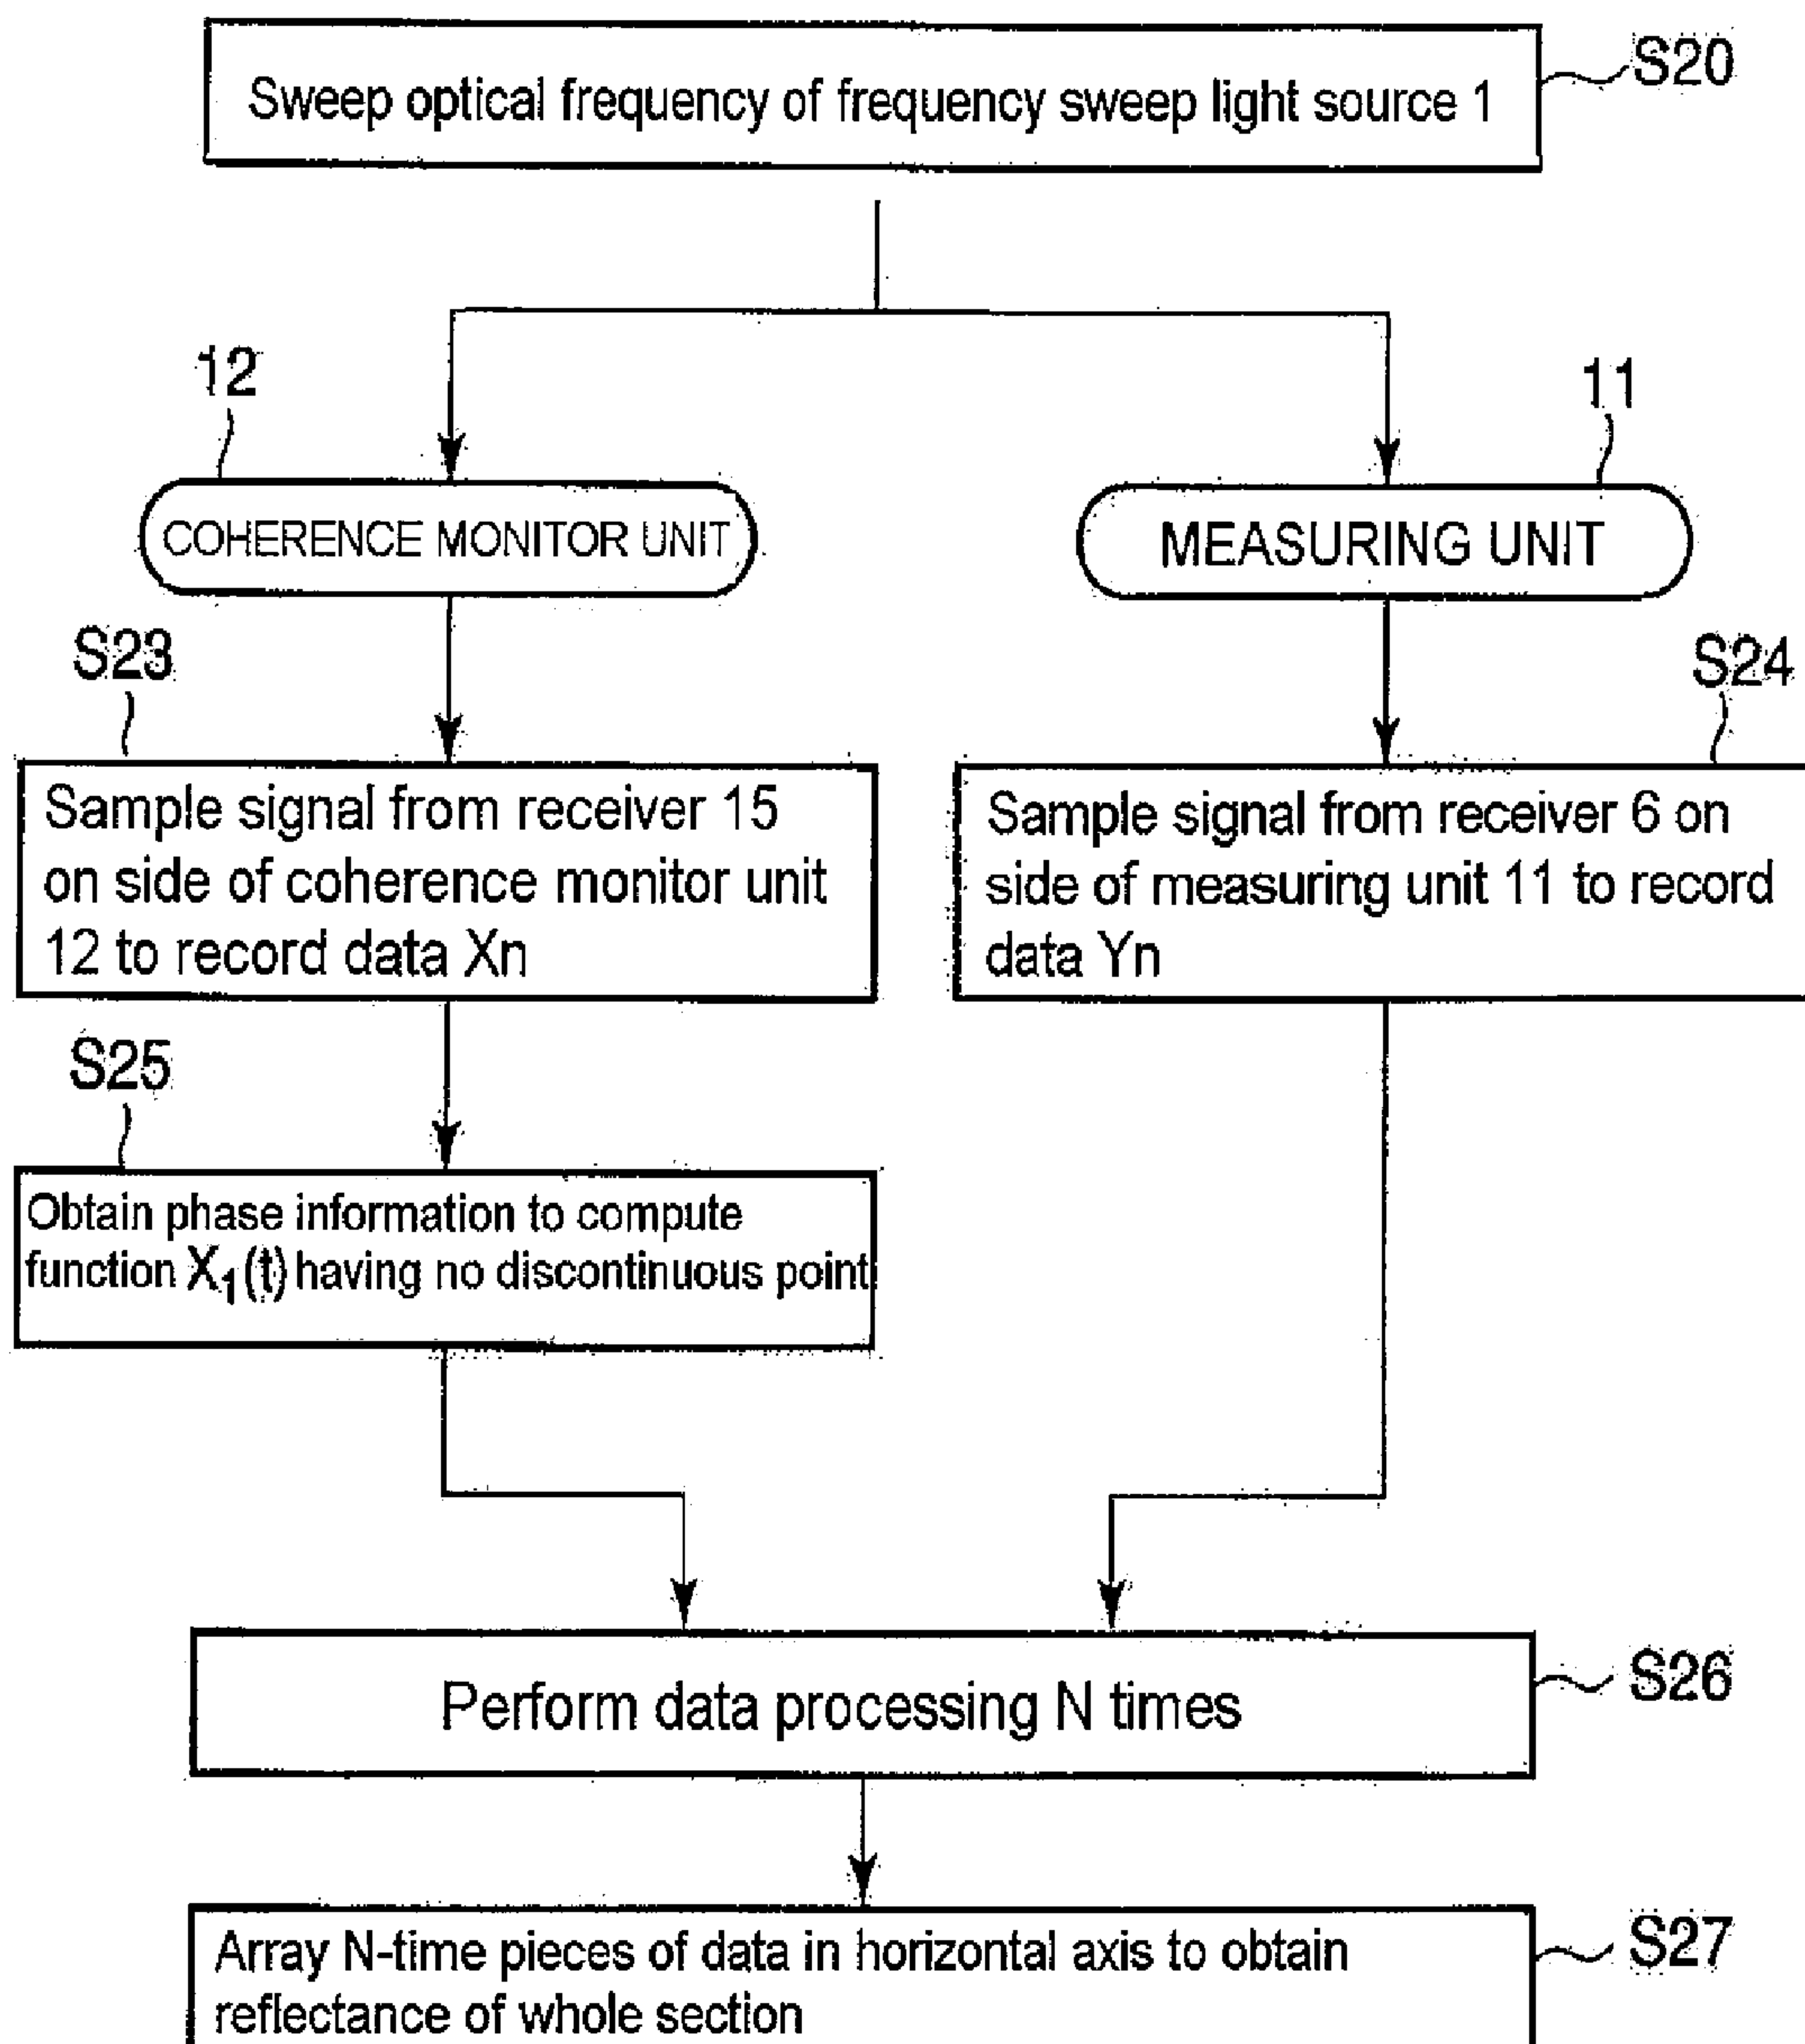 Sweep optical frequency of frequency sweep light source 1
S20
12
11
COHERENCE MONITOR UNIT
MEASURING UNIT
S23
S24
Sample signal from receiver 15
on side of coherence monitor unit
12 to record data Xn
Sample signal from receiver 6 on
side of measuring unit 11 to record
data Yn
S25
Obtain phase information to compute
function X₁(t) having no discontinuous point
Perform data processing N times
S26
Array N-time pieces of data in horizontal axis to obtain
reflectance of whole section
S27